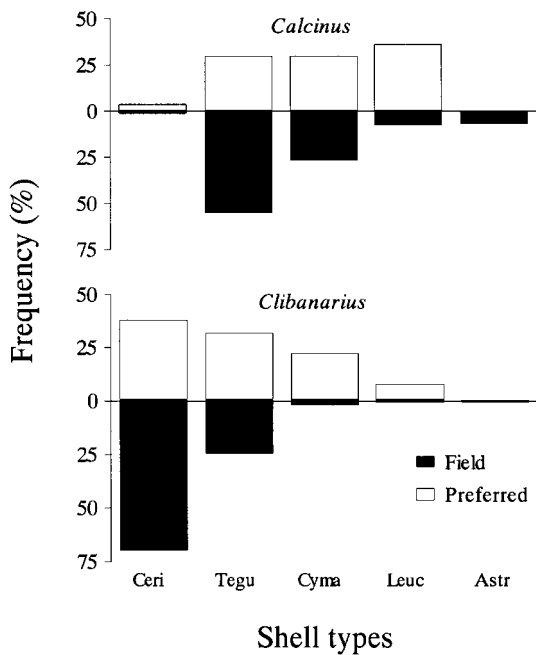 50
Calcinus
25
0
25
50
75
Frequency (%)
50
Clibanarius
25
0
25
50
75
Field
Preferred
Ceri Tegu Cyma Leuc Astr
Shell types